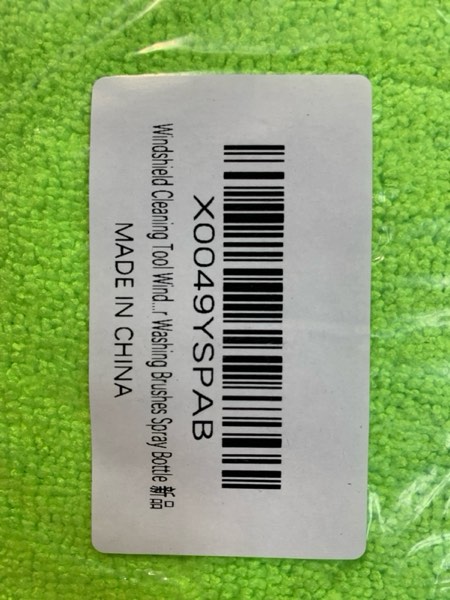 X0049YSPAB
Windshield Cleaning Tool Wind...r Washing Brushes Spray Bottle 新品
MADE IN CHINA